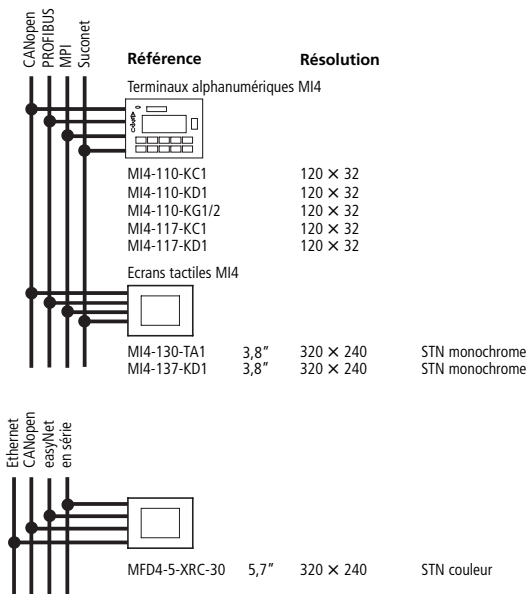 CANopen
PROFIBUS
MPI
Suconet
Référence Résolution
Terminaux alphanumériques MI4
MI4-110-KC1 120 × 32
MI4-110-KD1 120 × 32
MI4-110-KG1/2 120 × 32
MI4-117-KC1 120 × 32
MI4-117-KD1 120 × 32
Ecrans tactiles MI4
MI4-130-TA1 3,8" 320 × 240 STN monochrome
MI4-137-KD1 3,8" 320 × 240 STN monochrome
Ethernet
CANopen
easyNet
en série
MFD4-5-XRC-30 5,7" 320 × 240 STN couleur